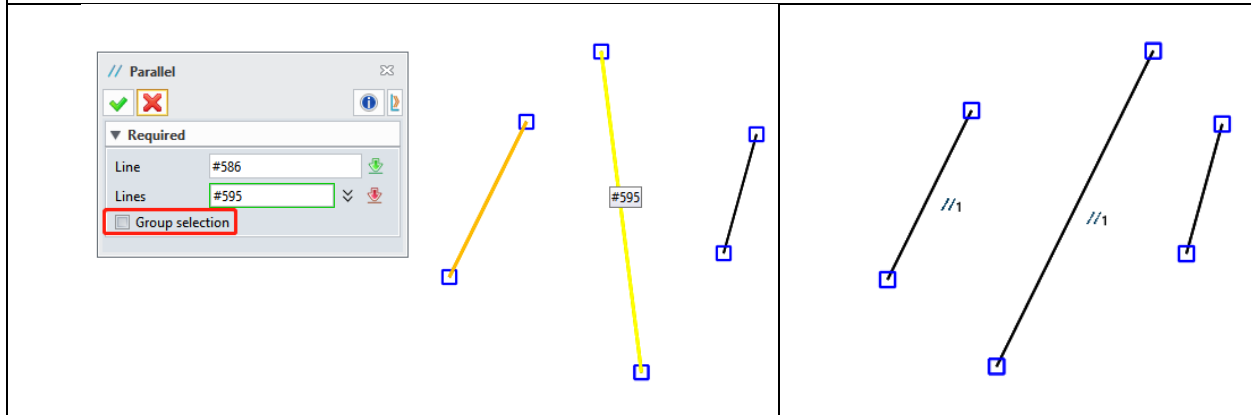 // Parallel
Required
Line #586
Lines #595
Group selection
#595
//1
//1